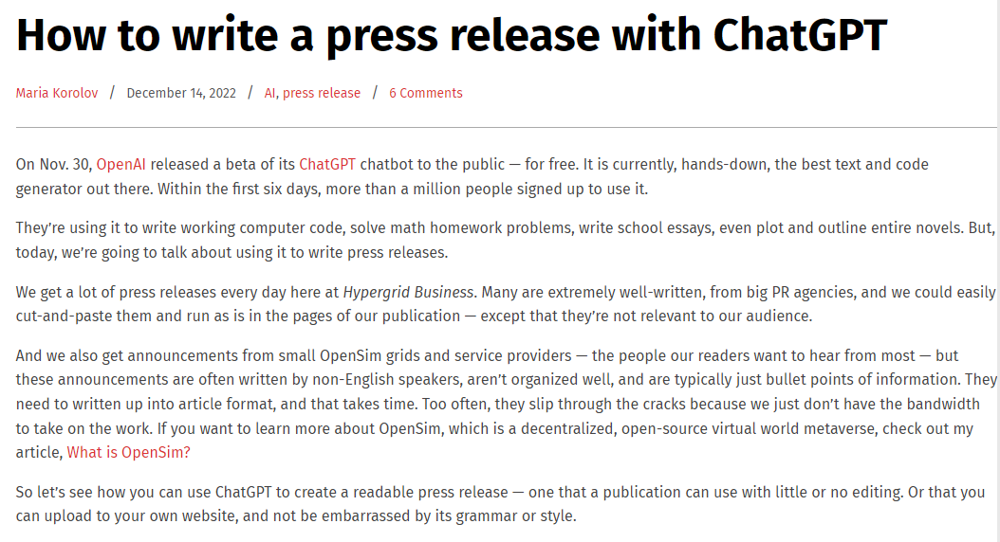 How to write a press release with ChatGPT
Maria Korolov / December 14, 2022 / AI, press release / 6 Comments
On Nov. 30, OpenAI released a beta of its ChatGPT chatbot to the public — for free. It is currently, hands-down, the best text and code
generator out there. Within the first six days, more than a million people signed up to use it.
They’re using it to write working computer code, solve math homework problems, write school essays, even plot and outline entire novels. But,
today, we’re going to talk about using it to write press releases.
We get a lot of press releases every day here at Hypergrid Business. Many are extremely well-written, from big PR agencies, and we could easily
cut-and-paste them and run as is in the pages of our publication — except that they’re not relevant to our audience.
And we also get announcements from small OpenSim grids and service providers — the people our readers want to hear from most — but
these announcements are often written by non-English speakers, aren’t organized well, and are typically just bullet points of information. They
need to written up into article format, and that takes time. Too often, they slip through the cracks because we just don’t have the bandwidth
to take on the work. If you want to learn more about OpenSim, which is a decentralized, open-source virtual world metaverse, check out my
article, What is OpenSim?
So let’s see how you can use ChatGPT to create a readable press release — one that a publication can use with little or no editing. Or that you
can upload to your own website, and not be embarrassed by its grammar or style.